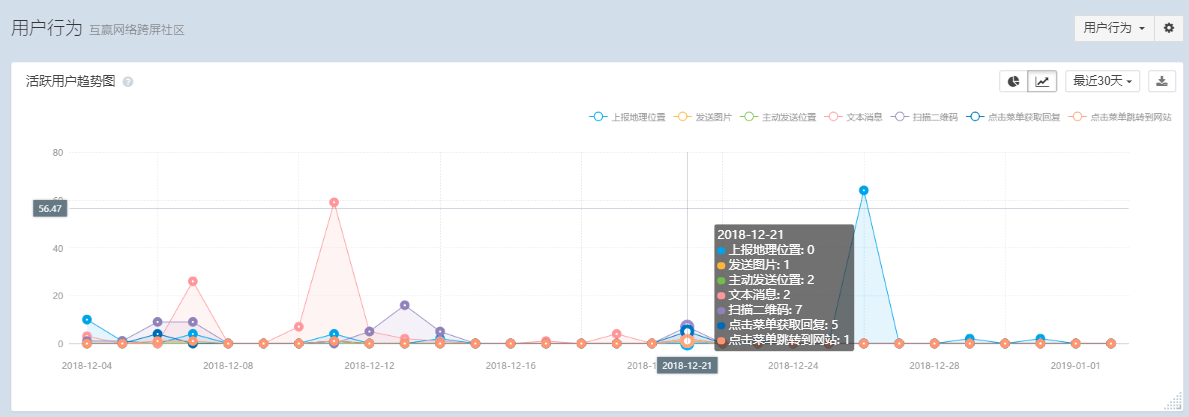 用户行为 互赢网络跨屏社区
用户行为
活跃用户趋势图 ?
最近30天
上报地理位置 发送图片 主动发送位置 文本消息 扫描二维码 点击菜单获取回复 点击菜单跳转到网站
80
56.47
40
20
0
2018-12-21
上报地理位置: 0
发送图片: 1
主动发送位置: 2
文本消息: 2
扫描二维码: 7
点击菜单获取回复: 5
点击菜单跳转到网站: 1
2018-12-04 2018-12-08 2018-12-12 2018-12-16 2018-1 2018-12-21 2018-12-24 2018-12-28 2019-01-01